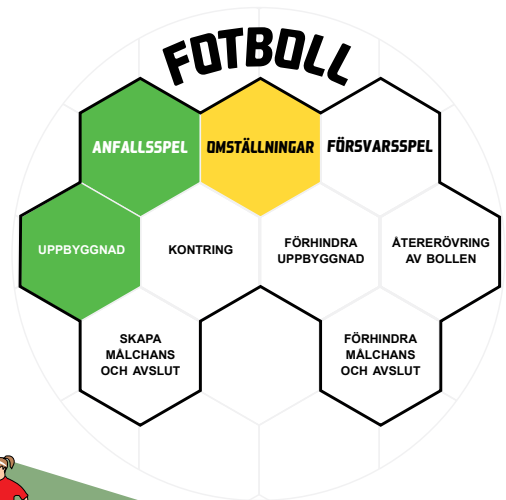 FOTBOLL
ANFALLSSPEL
OMSTÄLLNINGAR
FÖRSVARSSPEL
UPPBYGGNAD
KONTRING
FÖRHINDRA
UPPBYGGNAD
ÅTERERÖVRING
AV BOLLEN
SKAPA
MÅLCHANS
OCH AVSLUT
FÖRHINDRA
MÅLCHANS
OCH AVSLUT